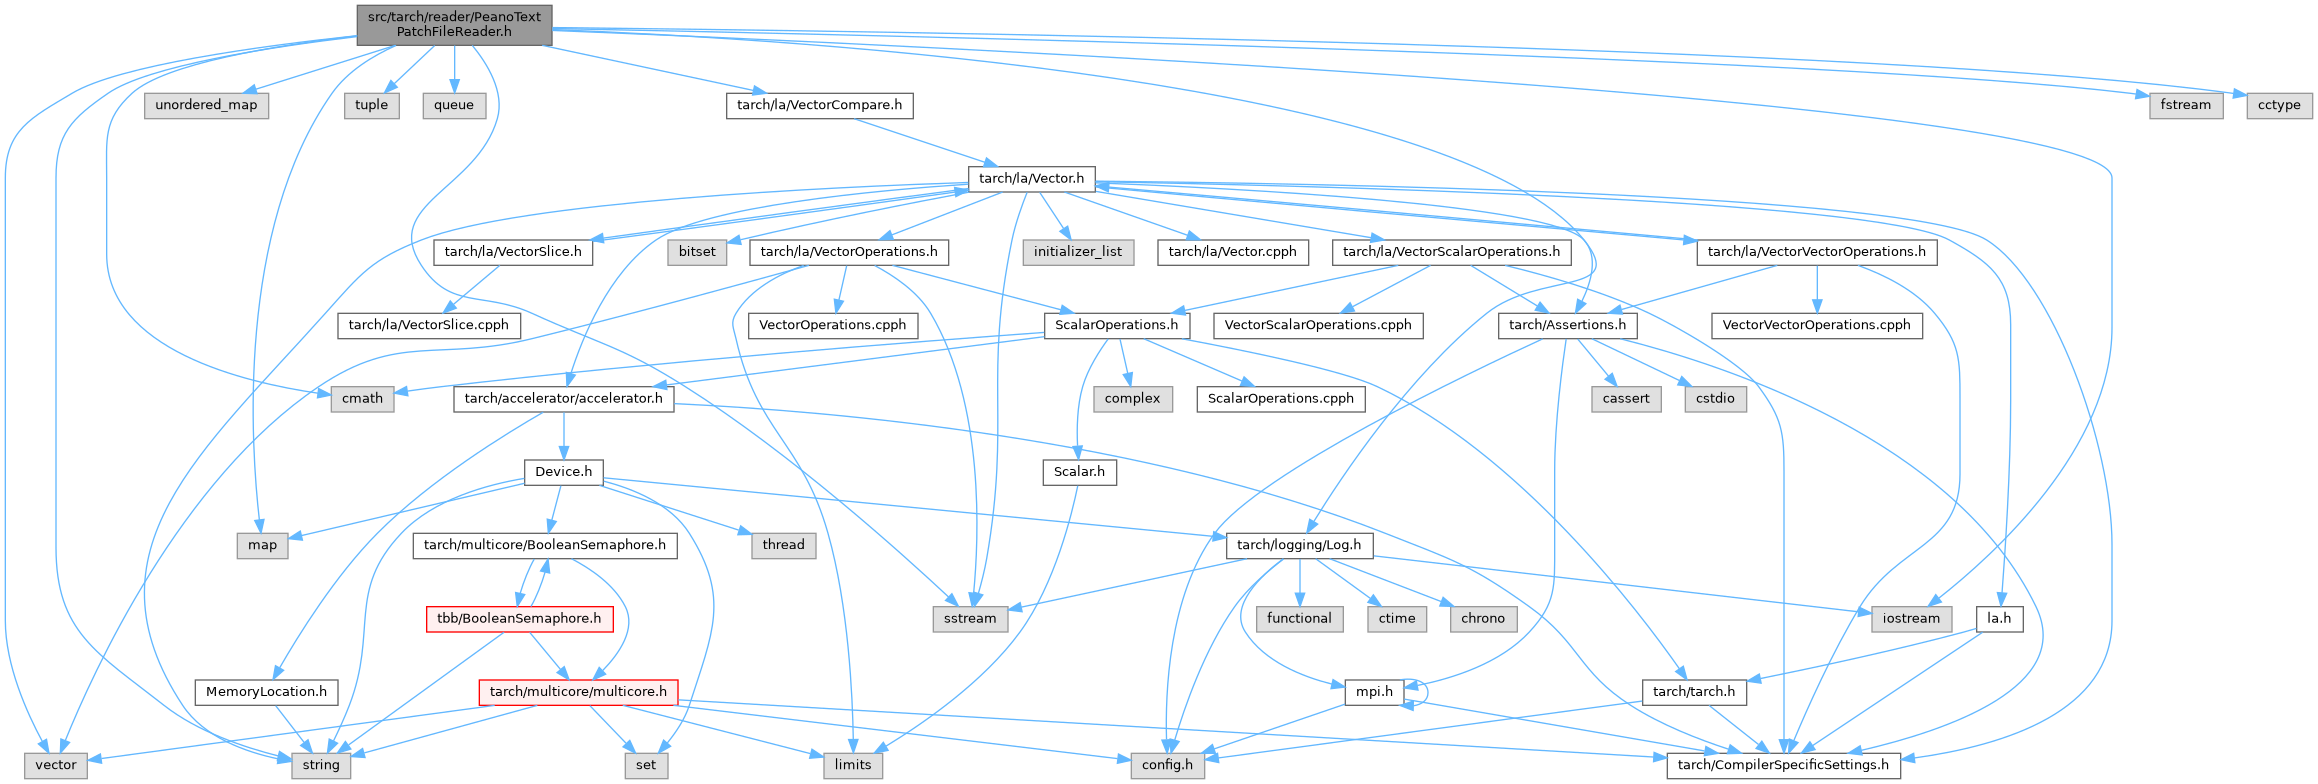 src/tarch/reader/PeanoText
PatchFileReader.h
unordered_map
tuple
queue
tarch/la/VectorCompare.h
fstream
cctype
tarch/la/Vector.h
tarch/la/VectorSlice.h
bitset
tarch/la/VectorOperations.h
initializer_list
tarch/la/Vector.cpph
tarch/la/VectorScalarOperations.h
tarch/la/VectorVectorOperations.h
tarch/la/VectorSlice.cpph
VectorOperations.cpph
ScalarOperations.h
VectorScalarOperations.cpph
tarch/Assertions.h
VectorVectorOperations.cpph
cmath
tarch/accelerator/accelerator.h
complex
ScalarOperations.cpph
cassert
cstdio
Device.h
Scalar.h
map
tarch/multicore/BooleanSemaphore.h
thread
tarch/logging/Log.h
tbb/BooleanSemaphore.h
sstream
functional
ctime
chrono
iostream
la.h
MemoryLocation.h
tarch/multicore/multicore.h
mpi.h
tarch/tarch.h
vector
string
set
limits
config.h
tarch/CompilerSpecificSettings.h